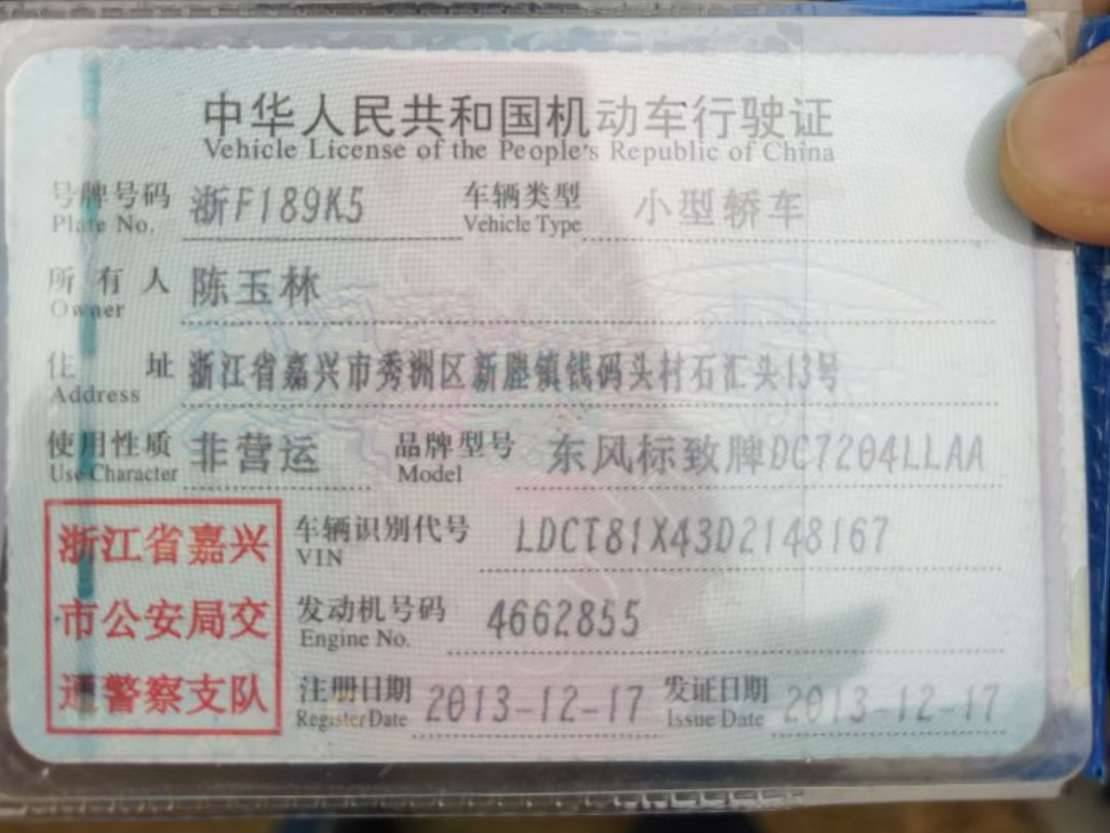 中华人民共和国机动车行驶证
Vehicle License of the People's Republic of China
号牌号码 浙F189K5 车辆类型 小型轿车
Plate No. Vehicle Type
所有人 陈玉林
Owner
住址 浙江省嘉兴市秀洲区新塍镇钱码头村石汇头13号
Address
使用性质 非营运 品牌型号 东风标致牌DC7204LLAA
Use Character Model
浙江省嘉兴
市公安局交
通警察支队
车辆识别代号 LDCT81X43D2148167
VIN
发动机号码 4662855
Engine No.
注册日期 2013-12-17 发证日期 2013-12-17
Register Date Issue Date